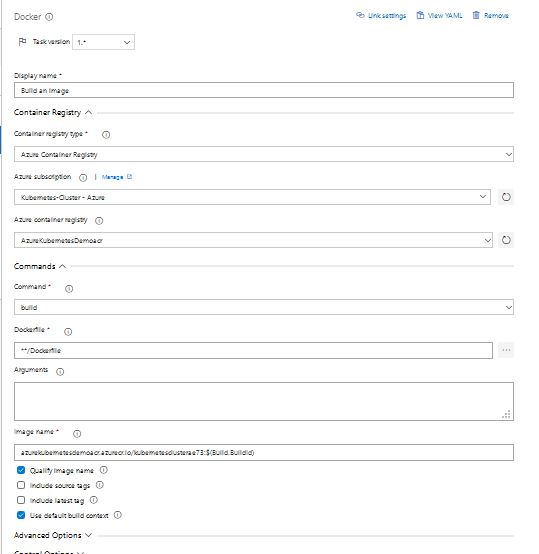 Docker
Link settings
View YAML
Remove
Task version 1.*
Display name *
Build an image
Container Registry
Container registry type *
Azure Container Registry
Azure subscription | Manage
Kubernetes-Cluster - Azure
Azure container registry
AzureKubernetesDemoacr
Commands
Command *
build
Dockerfile *
**/Dockerfile
...
Arguments
Image name *
azurekubernetesdemoacr.azurecr.io/kubernetesclusterae73:$(Build.BuildId)
Qualify image name
Include source tags
Include latest tag
Use default build context
Advanced Options
Control Options